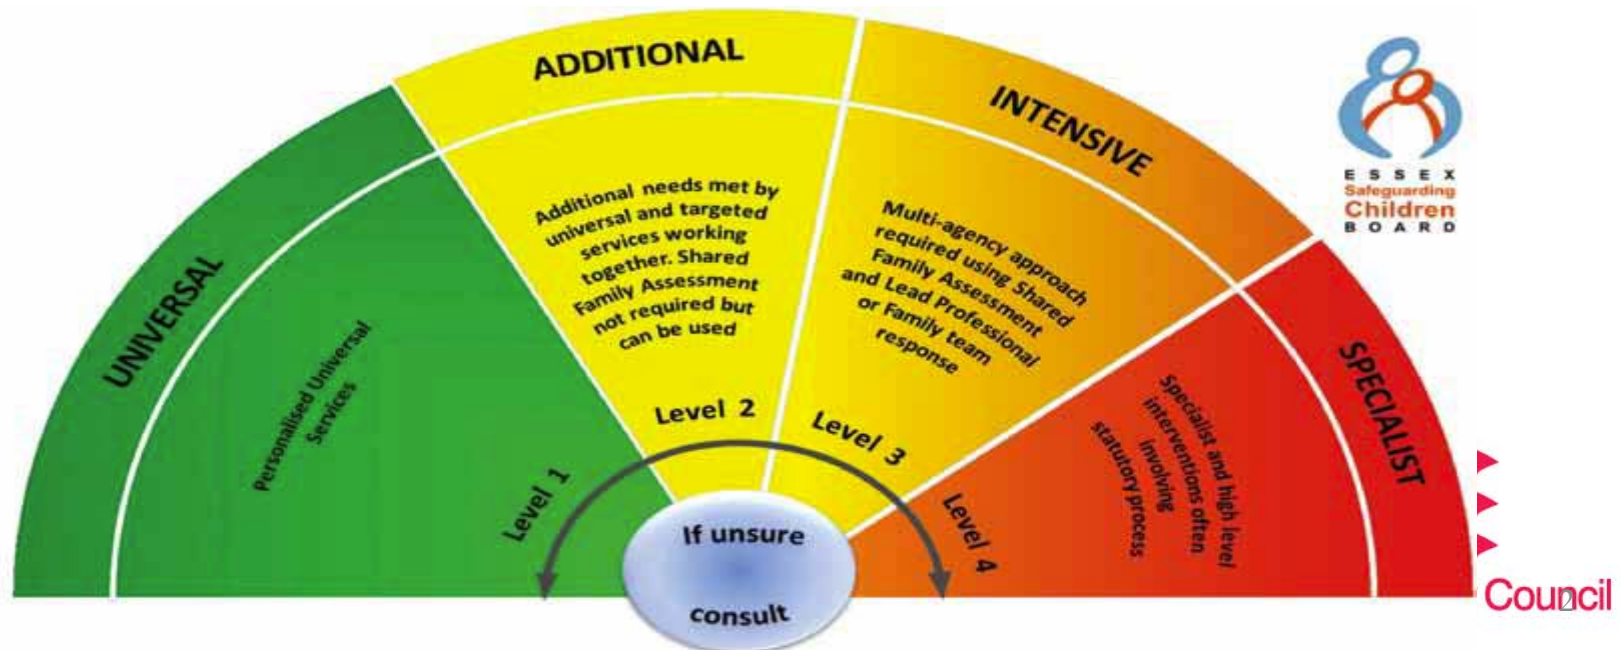 UNIVERSAL
Personalised Universal
Services
Level 1
ADDITIONAL
Additional needs met by
universal and targeted
services working
together. Shared
Family Assessment
not required but
can be used
Level 2
INTENSIVE
Multi-agency approach
required using Shared
Family Assessment
and Lead Professional
or Family team
response
Level 3
SPECIALIST
Specialist and high level
interventions often
involving
statutory process
Level 4
If unsure
consult
ESSEX
Safeguarding
Children
BOARD
Council
2